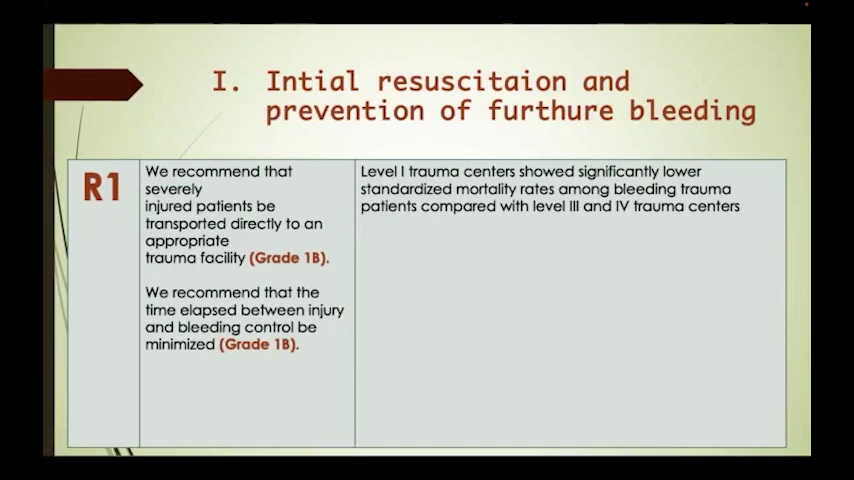 I. Intial resuscitaion and
prevention of furthure bleeding
R1
We recommend that
severely
injured patients be
transported directly to an
appropriate
trauma facility (Grade 1B).
We recommend that the
time elapsed between injury
and bleeding control be
minimized (Grade 1B).
Level I trauma centers showed significantly lower
standardized mortality rates among bleeding trauma
patients compared with level III and IV trauma centers